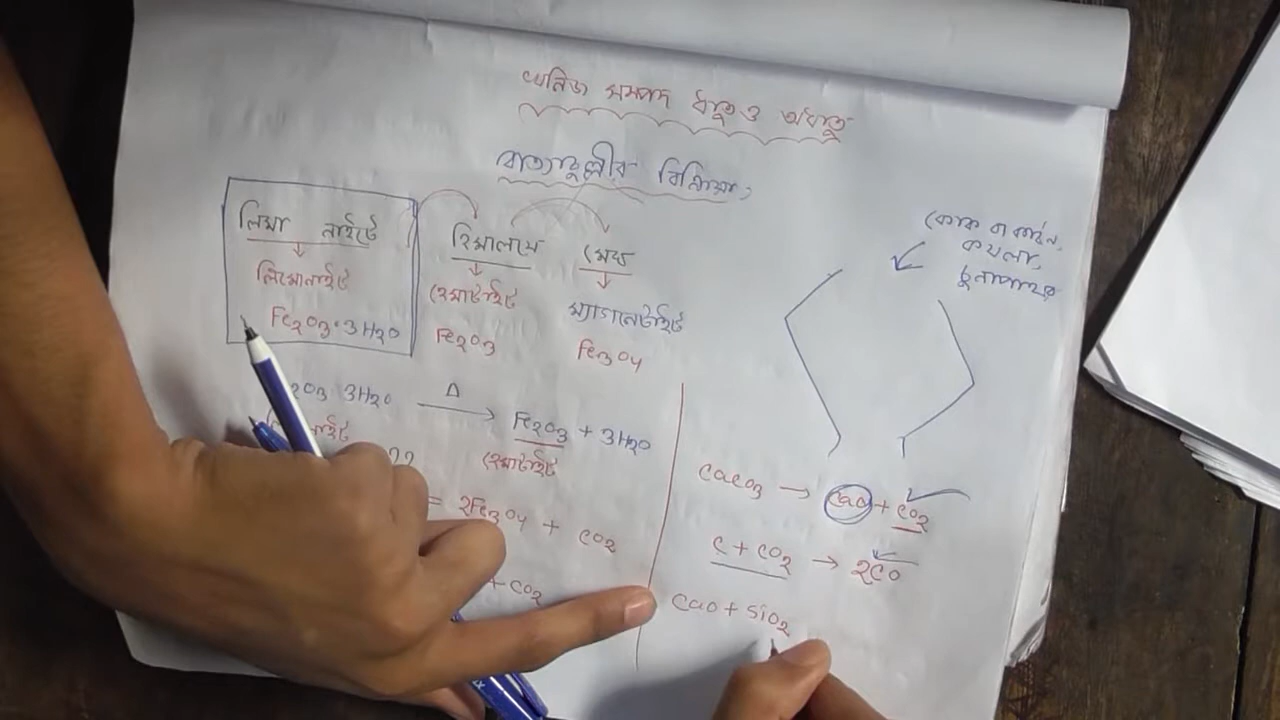 খনিজ সম্পদ ধাতু ও অধাতু
বাত্যাচুল্লীর বিক্রিয়া,
লিমা নাইটে
লিমোনাইট
Fe₂O₃·3H₂O
হিমালয়ে
হেমাটাইট
Fe₂O₃
মেঘ
ম্যাগনেটাইট
Fe₃O₄
কোক বা কার্বন,
কয়লা,
চুনাপাথর
₂O₃ 3H₂O —Δ→ Fe₂O₃ + 3H₂O
নাইট হেমাটাইট
= 2Fe₃O₄ + CO₂
+ CO₂
CaCO₃ → CaO + CO₂
C + CO₂ → 2CO
CaO + SiO₂